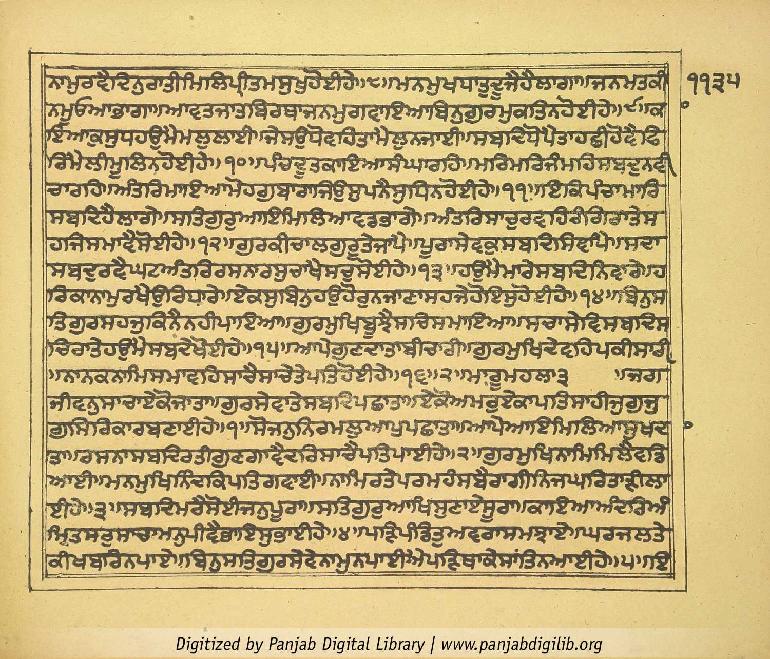 ਨਾਮੁਰਵੈਦਿਨੁਰਾਤੀਮਿਲਿਪ੍ਰੀਤਮਸੁਖੁਹੋਈਹੇ॥੮॥ਮਨਮੁਖਧਾਤੁਦੂਜੈਹੈਲਾਗਾ॥ਜਨਮਤਕੀ ੧੧੩੫
ਨਮੂਓਆਭਾਗਾ॥ਆਵਤਜਾਤਬਿਰਥਾਜਨਮੁਗਵਾਇਆਬਿਨੁਗੁਰਮੁਕਤਿਨਹੋਈਹੇ॥੯॥ਕਾ
ਇਆਕੁਸੁਧਹਉਮੈਮਲੁਲਾਈ॥ਜੇਸਉਧੋਵਹਿਤਾਮੈਲੁਨਜਾਈ॥ਸਬਦਿਧੋਪੈਤਾਹਛੀਹੋਵੈਫਿ
ਰਿਮੈਲੀਮੂਲਿਨਹੋਈਹੇ॥੧੦॥ਪੰਚਦੂਤਕਾਇਆਸੰਘਾਰਹਿ॥ਮਰਿਮਰਿਜੰਮਹਿਸਬਦੁਨਵੀ
ਚਾਰਹਿ॥ਅੰਤਰਿਮਾਇਆਮੋਹਗੁਬਾਰਾਜਿਉਸੁਪਨੈਸੁਧਿਨਹੋਈਹੇ॥੧੧॥ਇਕਿਪੰਚਾਮਾਰਿ
ਸਬਦਿਹੈਲਾਗੇ॥ਸਤਿਗੁਰੁਆਇਮਿਲਿਆਵਡਭਾਗੇ॥ਅੰਤਰਿਸਾਚੁਰਵਹਿਰੰਗਿਰਾਤੇਸ
ਹਜਿਸਮਾਵੈਸੋਈਹੇ॥੧੨॥ਗੁਰਕੀਚਾਲਗੁਰੂਤੇਜਾਪੈ॥ਪੂਰਾਸੇਵਕੁਸਬਦਿਸਿਞਾਪੈ॥ਸਦਾ
ਸਬਦੁਰਵੈਘਟਅੰਤਰਿਰਸਨਾਰਸੁਚਾਖੈਸਚੁਸੋਈਹੇ॥੧੩॥ਹਉਮੈਮਾਰੇਸਬਦਿਨਿਵਾਰੇ॥ਹ
ਰਿਕਾਨਾਮੁਰਖੈਉਰਿਧਾਰੇ॥ਏਕਸੁਬਿਨੁਹਉਹੋਰੁਨਜਾਣਾਸਹਜੇਹੋਇਸੁਹੋਈਹੇ॥੧੪॥ਬਿਨੁਸ
ਤਿਗੁਰਸਹਜੁਕਿਨੈਨਹੀਪਾਇਆ॥ਗੁਰਮੁਖਿਬੂਝੈਸਚਿਸਮਾਇਆ॥ਸਚਾਸੇਵਿਸਬਦਿਸ
ਚਿਰਾਤੇਹਉਮੈਸਬਦੇਖੋਈਹੇ॥੧੫॥ਆਪੇਗੁਣਦਾਤਾਬੀਚਾਰੀ॥ਗੁਰਮੁਖਿਦੇਵਹਿਪਕੀਸਾਰੀ
॥ਨਾਨਕਨਾਮਿਸਮਾਵਹਿਸਾਚੈਸਾਚੇਤੇਪਤਿਹੋਈਹੇ॥੧੬॥੨॥ਮਾਰੂਮਹਲਾ੩ ॥ਜਗ
ਜੀਵਨੁਸਾਚਾਏਕੋਦਾਤਾ॥ਗੁਰਸੇਵਾਤੇਸਬਦਿਪਛਾਤਾ॥ਏਕੋਅਮਰੁਏਕਾਪਤਿਸਾਹੀਜੁਗੁਜੁ
ਗੁਸਿਰਿਕਾਰਬਣਾਈਹੇ॥੧॥ਸੋਜਨੁਨਿਰਮਲੁਆਪੁਪਛਾਤਾ॥ਆਪੇਆਇਮਿਲਿਆਸੁਖਦਾ
ਤਾ॥ਰਸਨਾਸਬਦਿਰਤੀਗੁਣਗਾਵੈਦਰਿਸਾਚੈਪਤਿਪਾਈਹੇ॥੨॥ਗੁਰਮੁਖਿਨਾਮਿਮਿਲੈਵਡਿ
ਆਈ॥ਮਨਮੁਖਿਨਿੰਦਕਿਪਤਿਗਵਾਈ॥ਨਾਮਿਰਤੇਪਰਮਹੰਸਬੈਰਾਗੀਨਿਜਘਰਿਤਾੜੀਲਾ
ਈਹੇ॥੩॥ਸਬਦਿਮਰੈਸੋਈਜਨੁਪੂਰਾ॥ਸਤਿਗੁਰੁਆਖਿਸੁਣਾਏਸੂਰਾ॥ਕਾਇਆਅੰਦਰਿਅੰ
ਮ੍ਰਿਤਸਰੁਸਾਚਾਮਨੁਪੀਵੈਭਾਇਸੁਭਾਈਹੇ॥੪॥ਪੜਿਪੰਡਿਤੁਅਵਰਾਸਮਝਾਏ॥ਘਰਜਲਤੇ
ਕੀਖਬਰਿਨਪਾਏ॥ਬਿਨੁਸਤਿਗੁਰਸੇਵੇਨਾਮੁਨਪਾਈਐਪੜਿਥਾਕੇਸਾਂਤਿਨਆਈਹੇ॥੫॥ਇ
Digitized by Panjab Digital Library | www.panjabdigilib.org